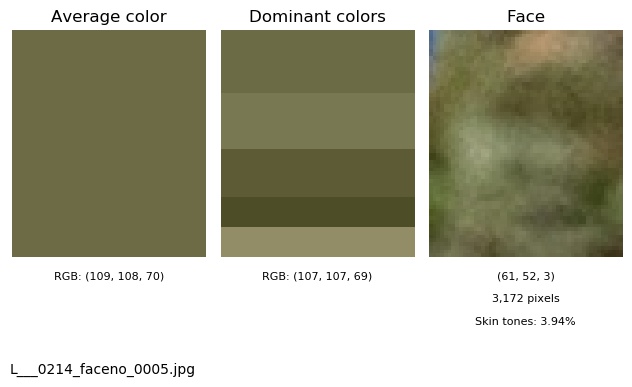 Average color
Dominant colors
Face
RGB: (109, 108, 70)
RGB: (107, 107, 69)
(61, 52, 3)
3,172 pixels
Skin tones: 3.94%
L___0214_faceno_0005.jpg